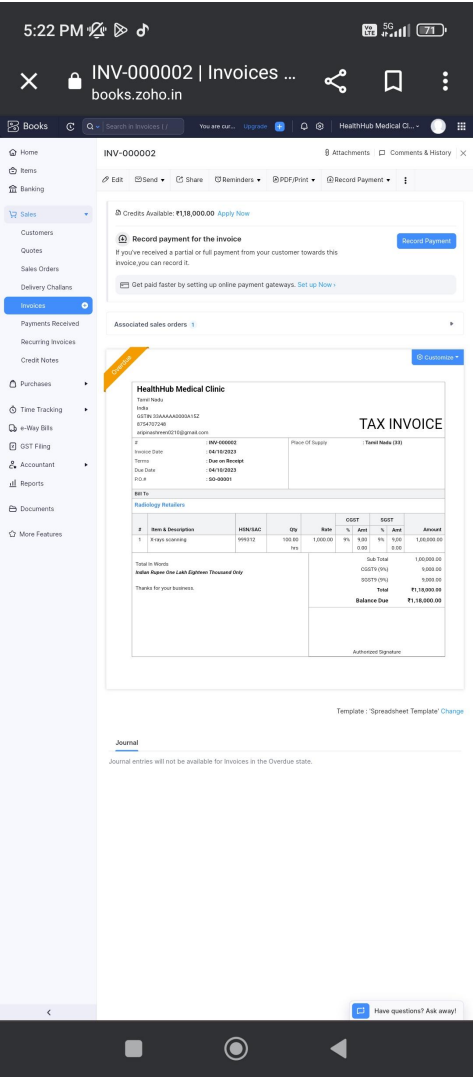 5:22 PM
Vo LTE 5G 71
INV-000002 | Invoices ...
books.zoho.in
Books
Search in Invoices ( / )
You are cur... Upgrade
HealthHub Medical Cl...
Home
Items
Banking
Sales
Customers
Quotes
Sales Orders
Delivery Challans
Invoices
Payments Received
Recurring Invoices
Credit Notes
Purchases
Time Tracking
e-Way Bills
GST Filing
Accountant
Reports
Documents
More Features
INV-000002
Attachments Comments & History
Edit Send Share Reminders PDF/Print Record Payment
Credits Available: ₹1,18,000.00 Apply Now
Record payment for the invoice
If you've received a partial or full payment from your customer towards this
invoice,you can record it.
Record Payment
Get paid faster by setting up online payment gateways. Set up Now ›
Associated sales orders 1
Customize
Overdue
HealthHub Medical Clinic
Tamil Nadu
India
GSTIN 33AAAAA0000A15Z
8754707248
aripinashreen0210@gmail.com
TAX INVOICE
# : INV-000002 Place Of Supply : Tamil Nadu (33)
Invoice Date : 04/10/2023
Terms : Due on Receipt
Due Date : 04/10/2023
P.O.# : SO-00001
Bill To
Radiology Retailers
CGST SGST
# Item & Description HSN/SAC Qty Rate % Amt % Amt Amount
1 X-rays scanning 999312 100.00 1,000.00 9% 9,00 9% 9,00 1,00,000.00
hrs 0.00 0.00
Total In Words
Indian Rupee One Lakh Eighteen Thousand Only
Thanks for your business.
Sub Total 1,00,000.00
CGST9 (9%) 9,000.00
SGST9 (9%) 9,000.00
Total ₹1,18,000.00
Balance Due ₹1,18,000.00
Authorized Signature
Template : 'Spreadsheet Template' Change
Journal
Journal entries will not be available for Invoices in the Overdue state.
Have questions? Ask away!